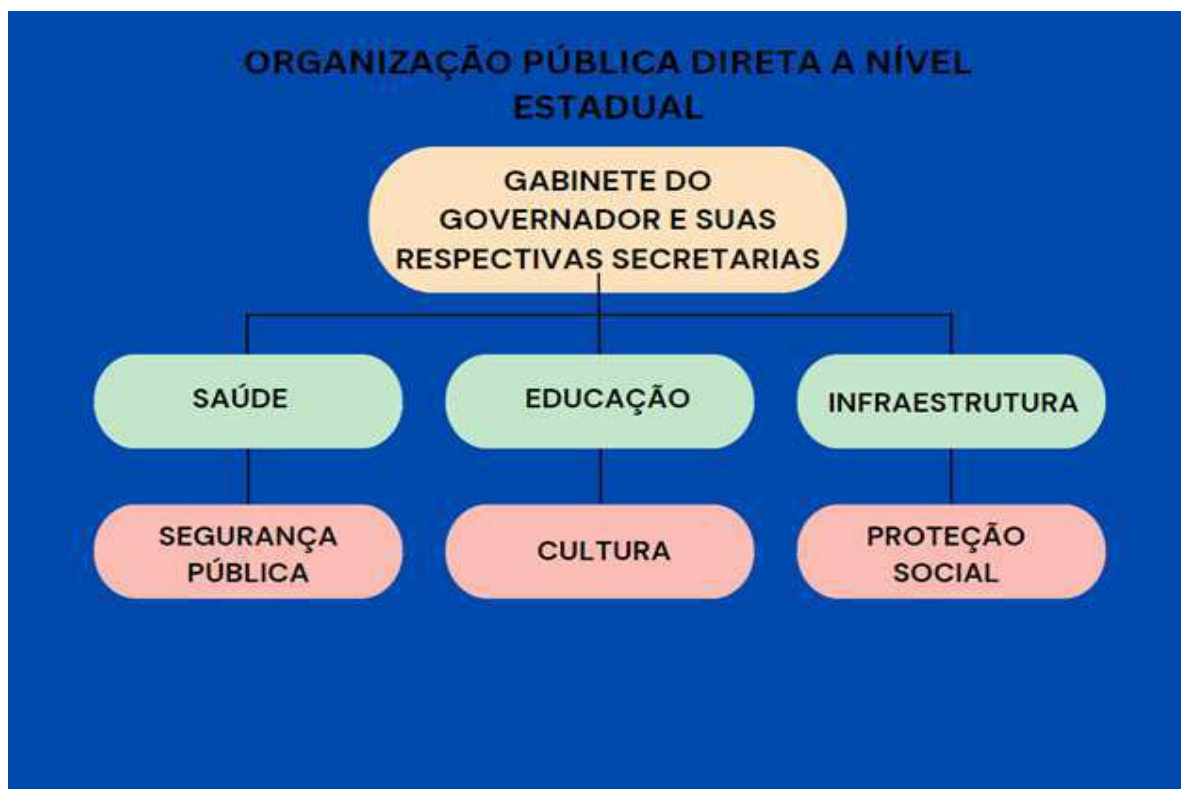 ORGANIZAÇÃO PÚBLICA DIRETA A NÍVEL
ESTADUAL
GABINETE DO
GOVERNADOR E SUAS
RESPECTIVAS SECRETARIAS
SAÚDE
EDUCAÇÃO
INFRAESTRUTURA
SEGURANÇA
PÚBLICA
CULTURA
PROTEÇÃO
SOCIAL